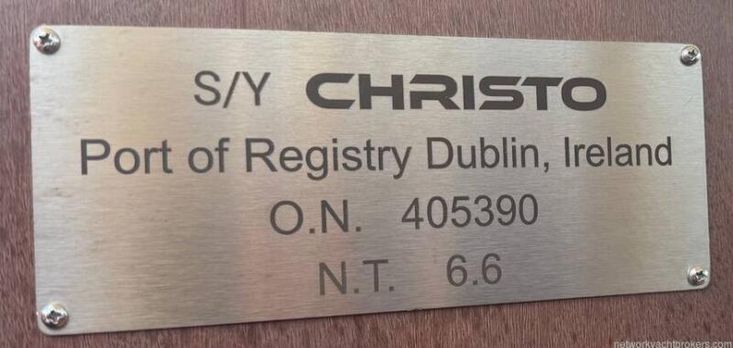 S/Y CHRISTO
Port of Registry Dublin, Ireland
O.N. 405390
N.T. 6.6
networkyachtbrokers.com